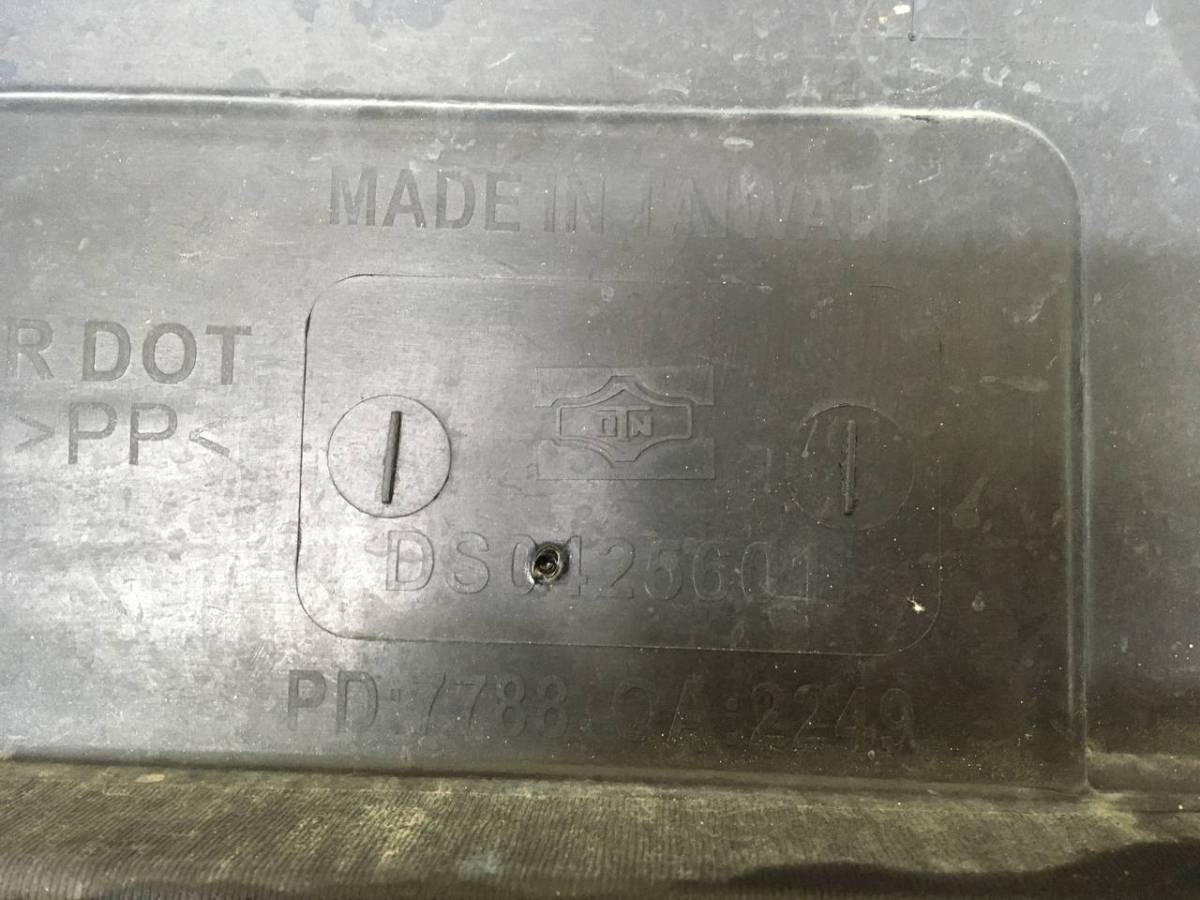 MADE IN TAIWAN
R DOT
>PP<
DS0425601
PD:7788 QA:2249